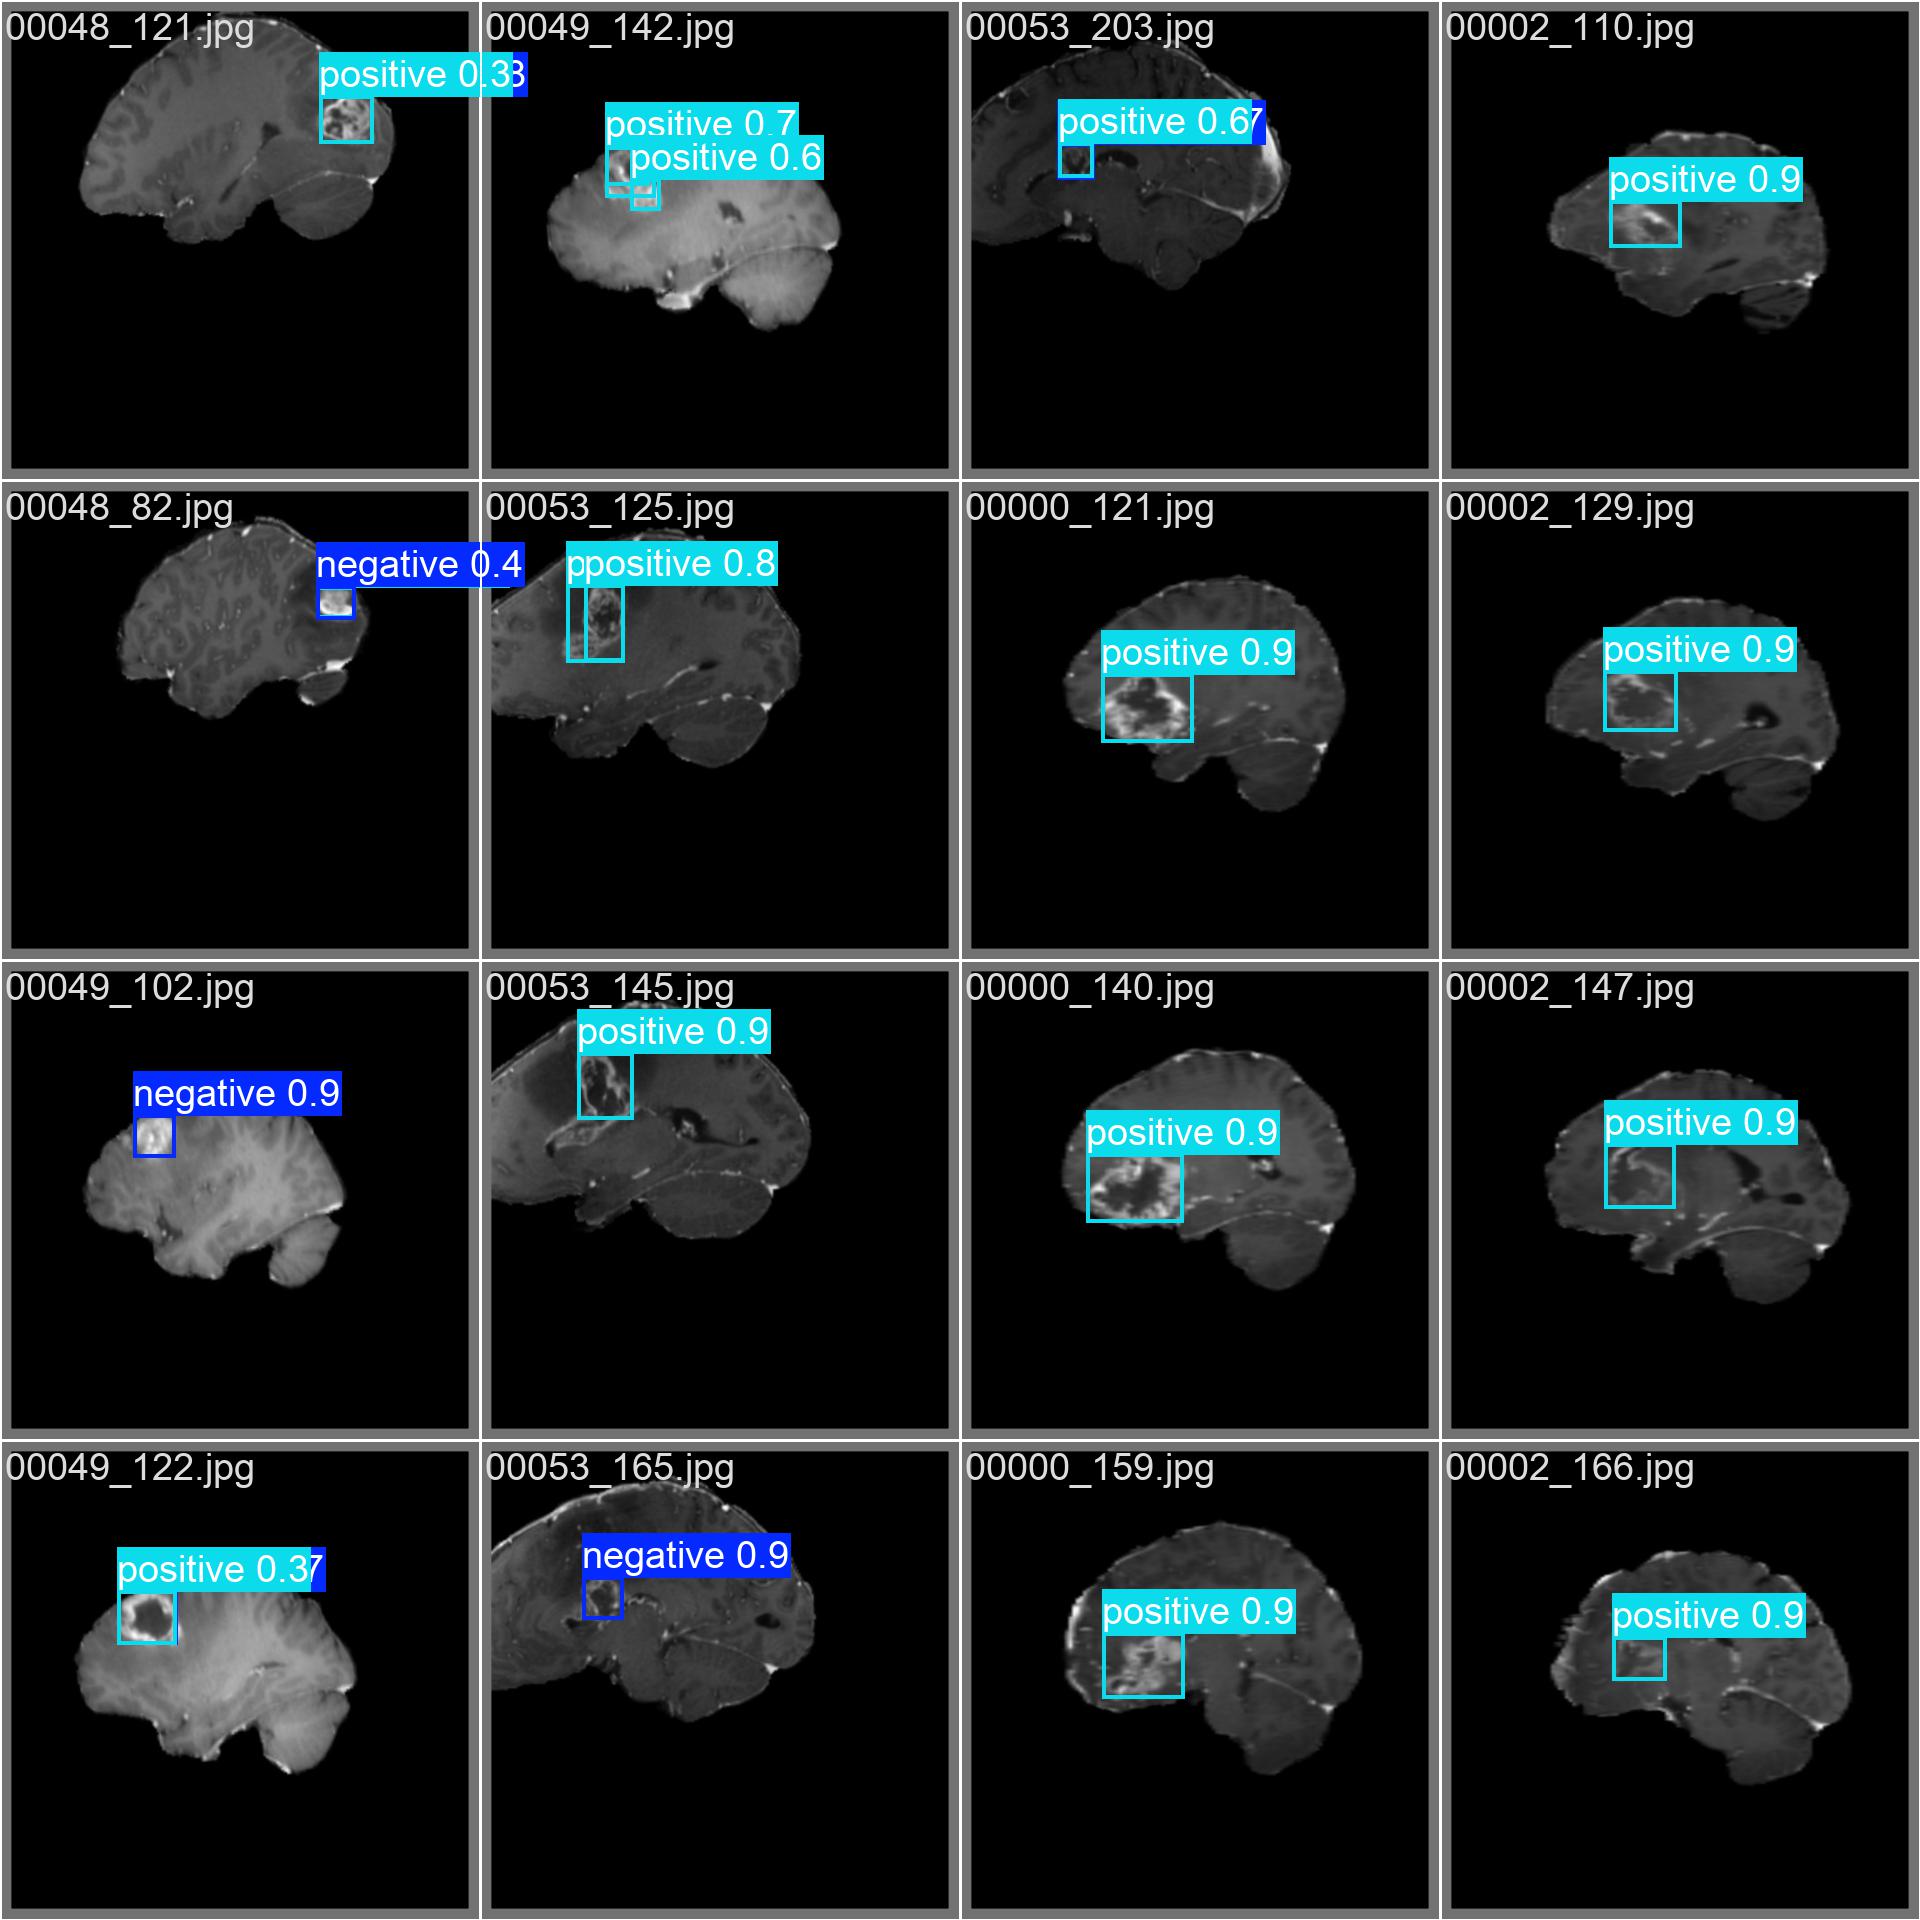 00048_121.jpg
positive 0.3
00049_142.jpg
positive 0.7
positive 0.6
00053_203.jpg
positive 0.6
00002_110.jpg
positive 0.9
00048_82.jpg
negative 0.4
00053_125.jpg
positive 0.8
00000_121.jpg
positive 0.9
00002_129.jpg
positive 0.9
00049_102.jpg
negative 0.9
00053_145.jpg
positive 0.9
00000_140.jpg
positive 0.9
00002_147.jpg
positive 0.9
00049_122.jpg
positive 0.3
00053_165.jpg
negative 0.9
00000_159.jpg
positive 0.9
00002_166.jpg
positive 0.9